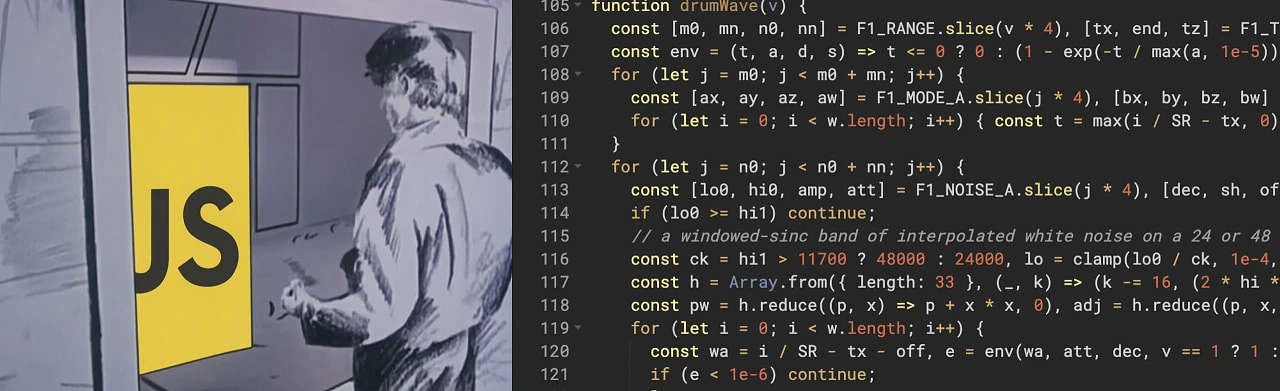 JS
105 function drumWave(v) {
106 const [m0, mn, n0, nn] = F1_RANGE.slice(v * 4), [tx, end, tz] = F1_T
107 const env = (t, a, d, s) => t <= 0 ? 0 : (1 - exp(-t / max(a, 1e-5))
108 for (let j = m0; j < m0 + mn; j++) {
109 const [ax, ay, az, aw] = F1_MODE_A.slice(j * 4), [bx, by, bz, bw]
110 for (let i = 0; i < w.length; i++) { const t = max(i / SR - tx, 0)
111 }
112 for (let j = n0; j < n0 + nn; j++) {
113 const [lo0, hi0, amp, att] = F1_NOISE_A.slice(j * 4), [dec, sh, of
114 if (lo0 >= hi1) continue;
115 // a windowed-sinc band of interpolated white noise on a 24 or 48
116 const ck = hi1 > 11700 ? 48000 : 24000, lo = clamp(lo0 / ck, 1e-4,
117 const h = Array.from({ length: 33 }, (_, k) => (k -= 16, (2 * hi *
118 const pw = h.reduce((p, x) => p + x * x, 0), adj = h.reduce((p, x,
119 for (let i = 0; i < w.length; i++) {
120 const wa = i / SR - tx - off, e = env(wa, att, dec, v == 1 ? 1 :
121 if (e < 1e-6) continue;